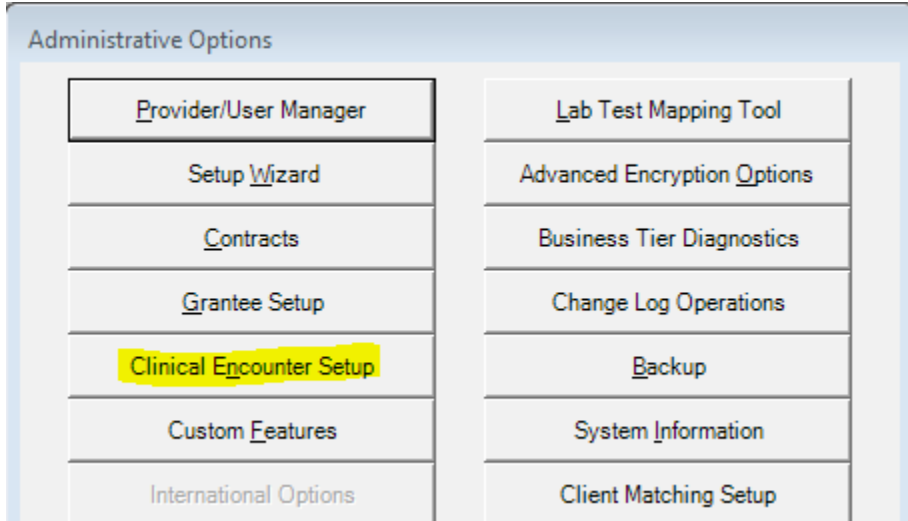 Administrative Options
Provider/User Manager
Lab Test Mapping Tool
Setup Wizard
Advanced Encryption Options
Contracts
Business Tier Diagnostics
Grantee Setup
Change Log Operations
Clinical Encounter Setup
Backup
Custom Features
System Information
International Options
Client Matching Setup